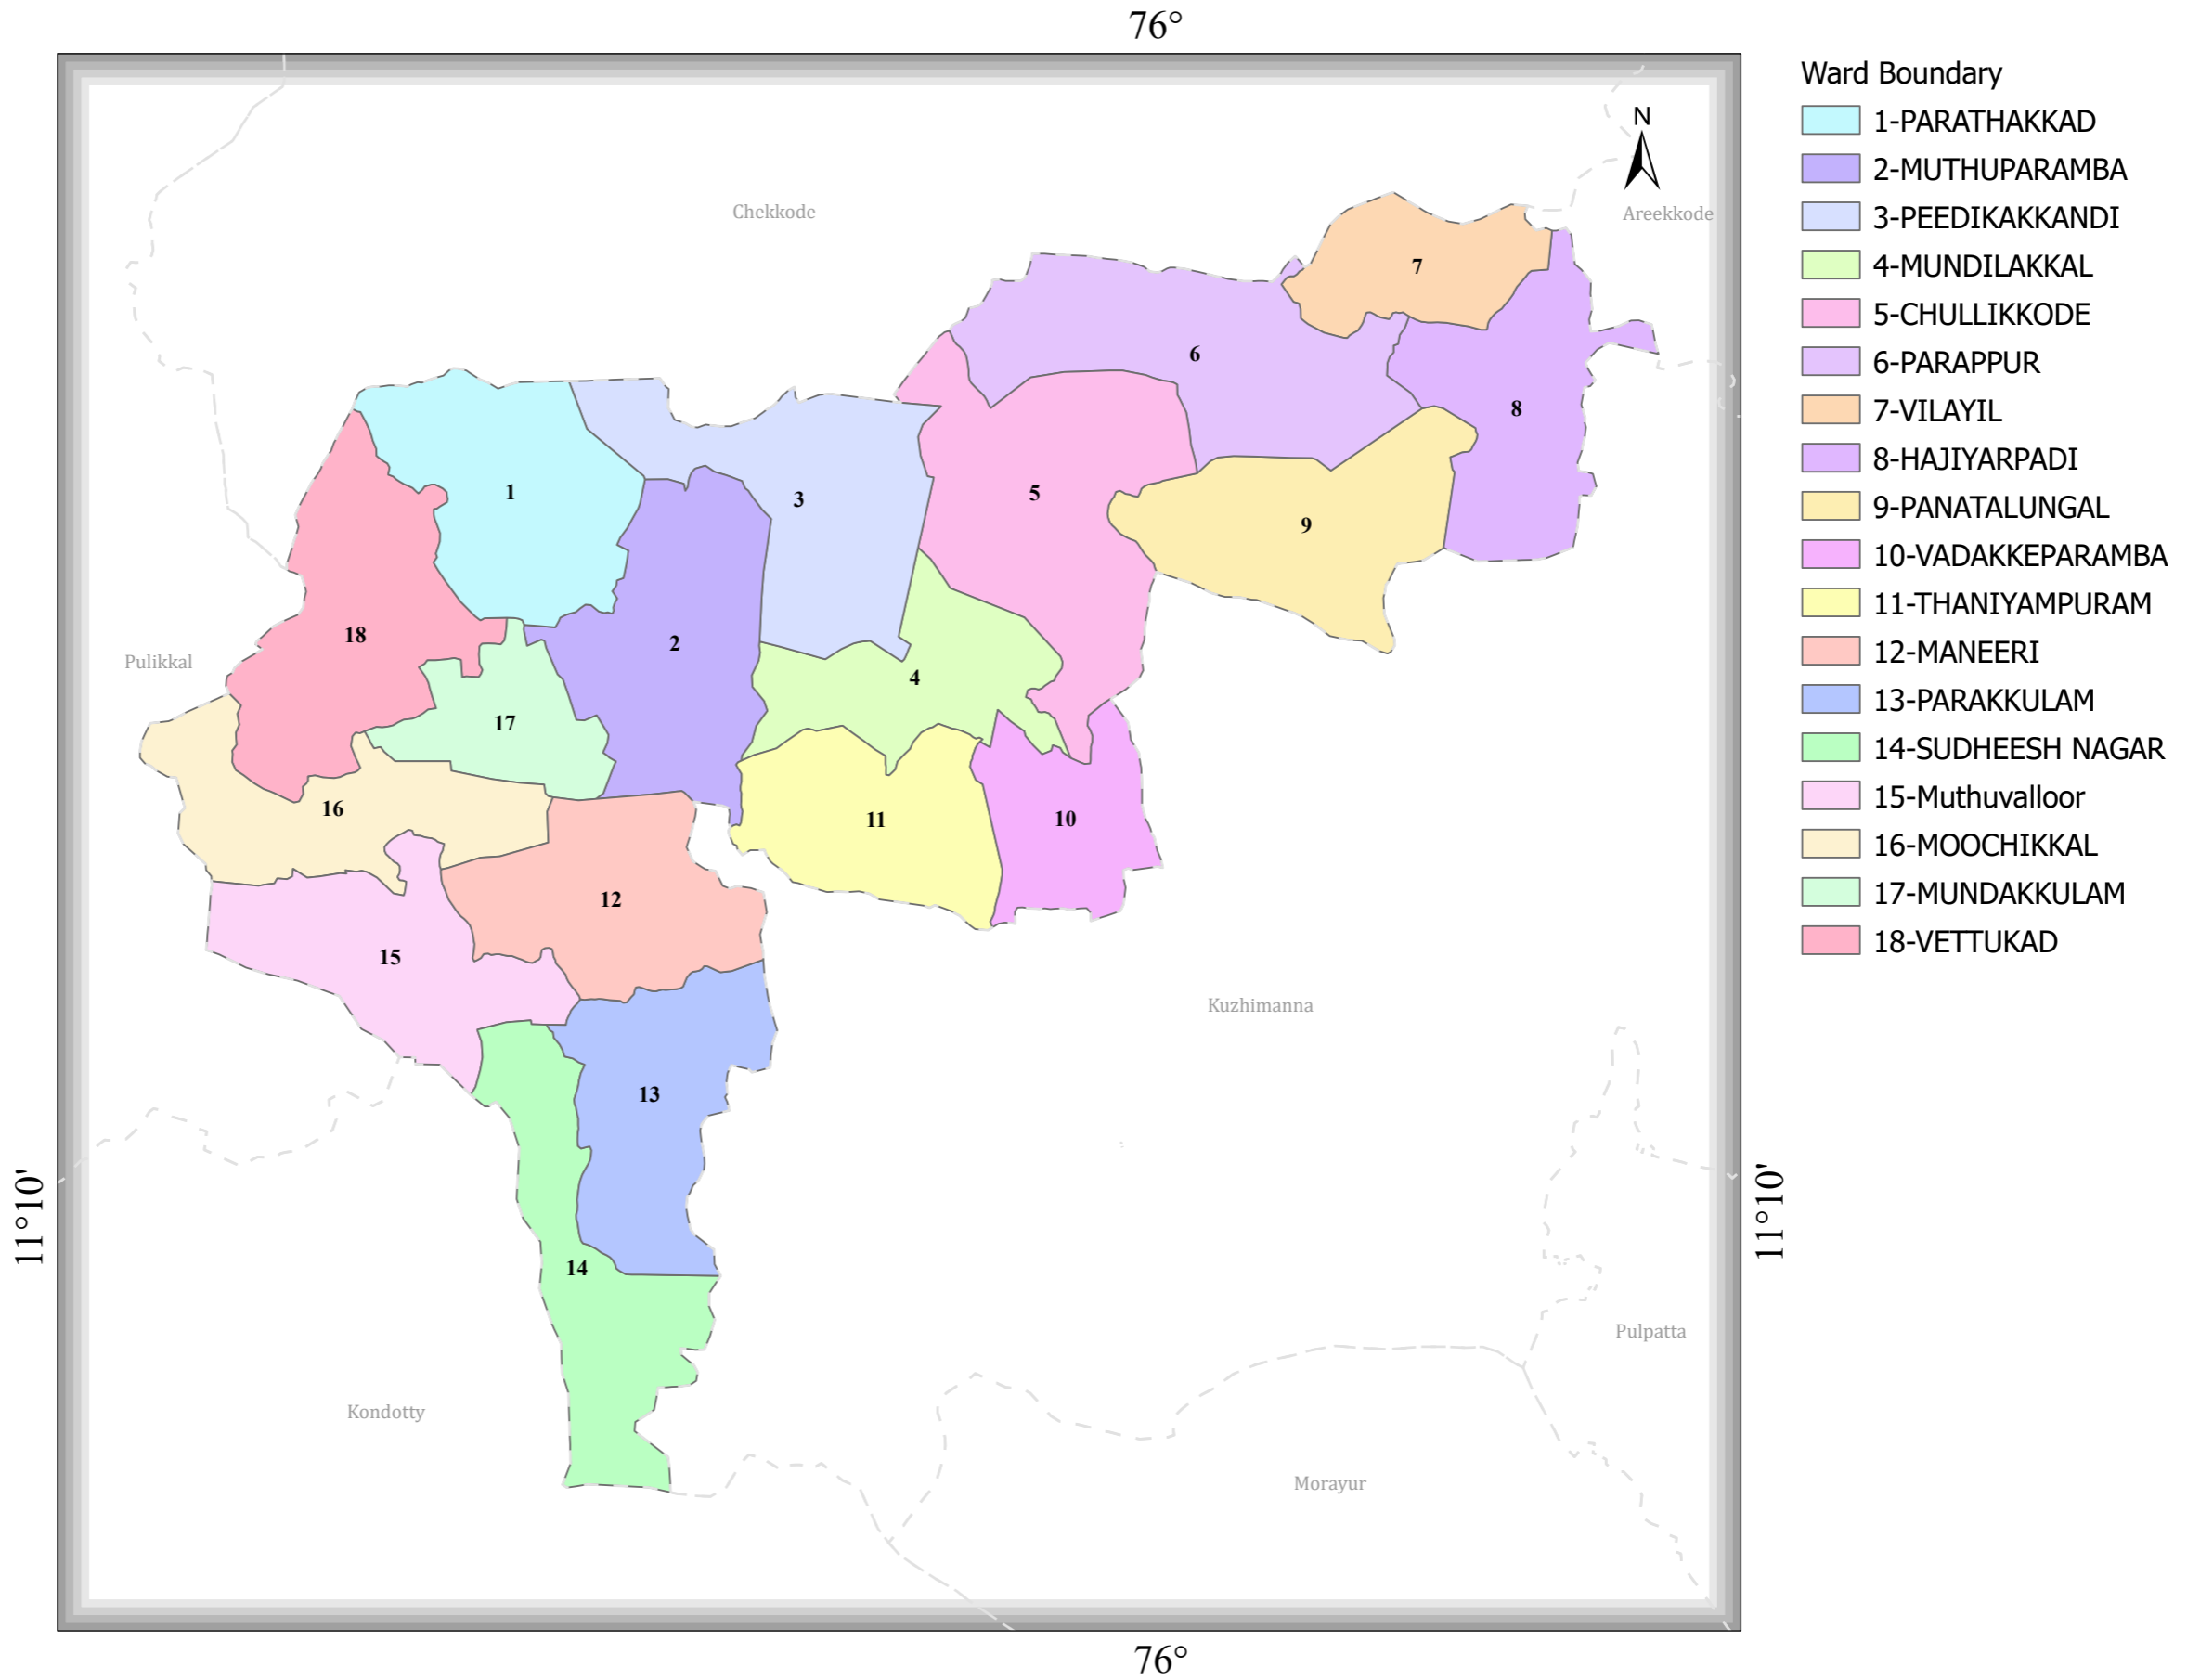 76°
Ward Boundary
1-PARATHAKKAD
2-MUTHUPARAMBA
3-PEEDIKAKKANDI
4-MUNDILAKKAL
5-CHULLIKKODE
6-PARAPPUR
7-VILAYIL
8-HAJIYARPADI
9-PANATALUNGAL
10-VADAKKEPARAMBA
11-THANIYAMPURAM
12-MANEERI
13-PARAKKULAM
14-SUDHEESH NAGAR
15-Muthuvalloor
16-MOOCHIKKAL
17-MUNDAKKULAM
18-VETTUKAD
N
Chekkode
Areekkode
7
6
8
1
3
5
9
18
2
Pulikkal
4
17
16
11
10
12
15
Kuzhimanna
13
11°10'
11°10'
14
Pulpatta
Kondotty
Morayur
76°